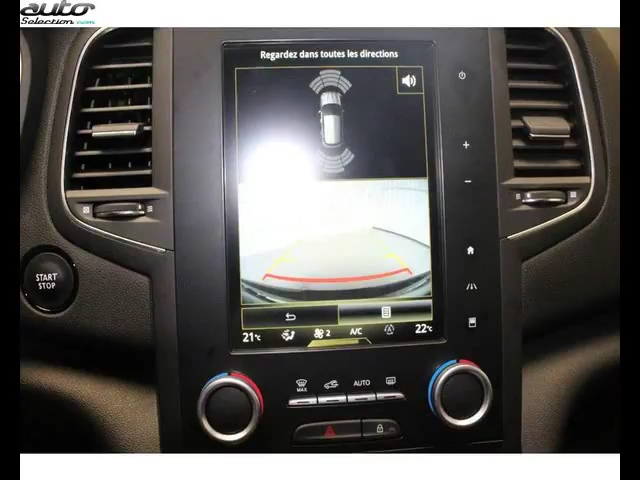 auto
Selection.com
Regardez dans toutes les directions
START
STOP
21°C 2 A/C 22°C
MAX AUTO